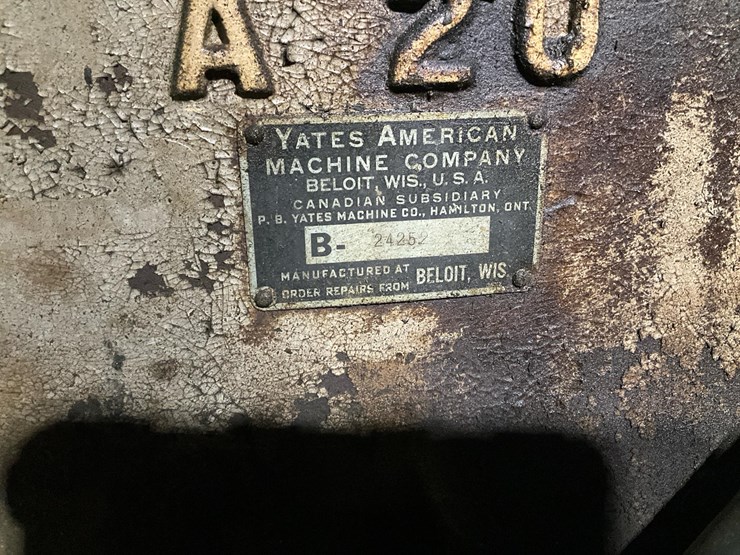 A 20
YATES AMERICAN
MACHINE COMPANY
BELOIT, WIS., U.S.A.
CANADIAN SUBSIDIARY
P. B. YATES MACHINE CO., HAMILTON, ONT.
B- 24252
MANUFACTURED AT BELOIT, WIS.
ORDER REPAIRS FROM